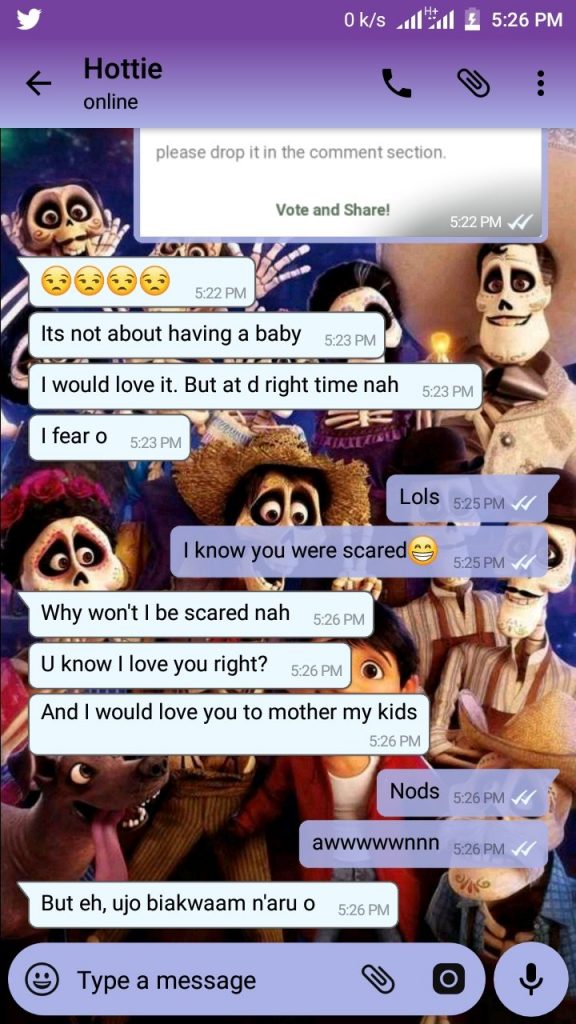 0 k/s H+ 5:26 PM
Hottie
online
please drop it in the comment section.
Vote and Share!
5:22 PM
😒😒😒😒 5:22 PM
Its not about having a baby 5:23 PM
I would love it. But at d right time nah 5:23 PM
I fear o 5:23 PM
Lols 5:25 PM
I know you were scared😁 5:25 PM
Why won't I be scared nah 5:26 PM
U know I love you right? 5:26 PM
And I would love you to mother my kids
5:26 PM
Nods 5:26 PM
awwwwwnnn 5:26 PM
But eh, ujo biakwaam n'aru o 5:26 PM
Type a message